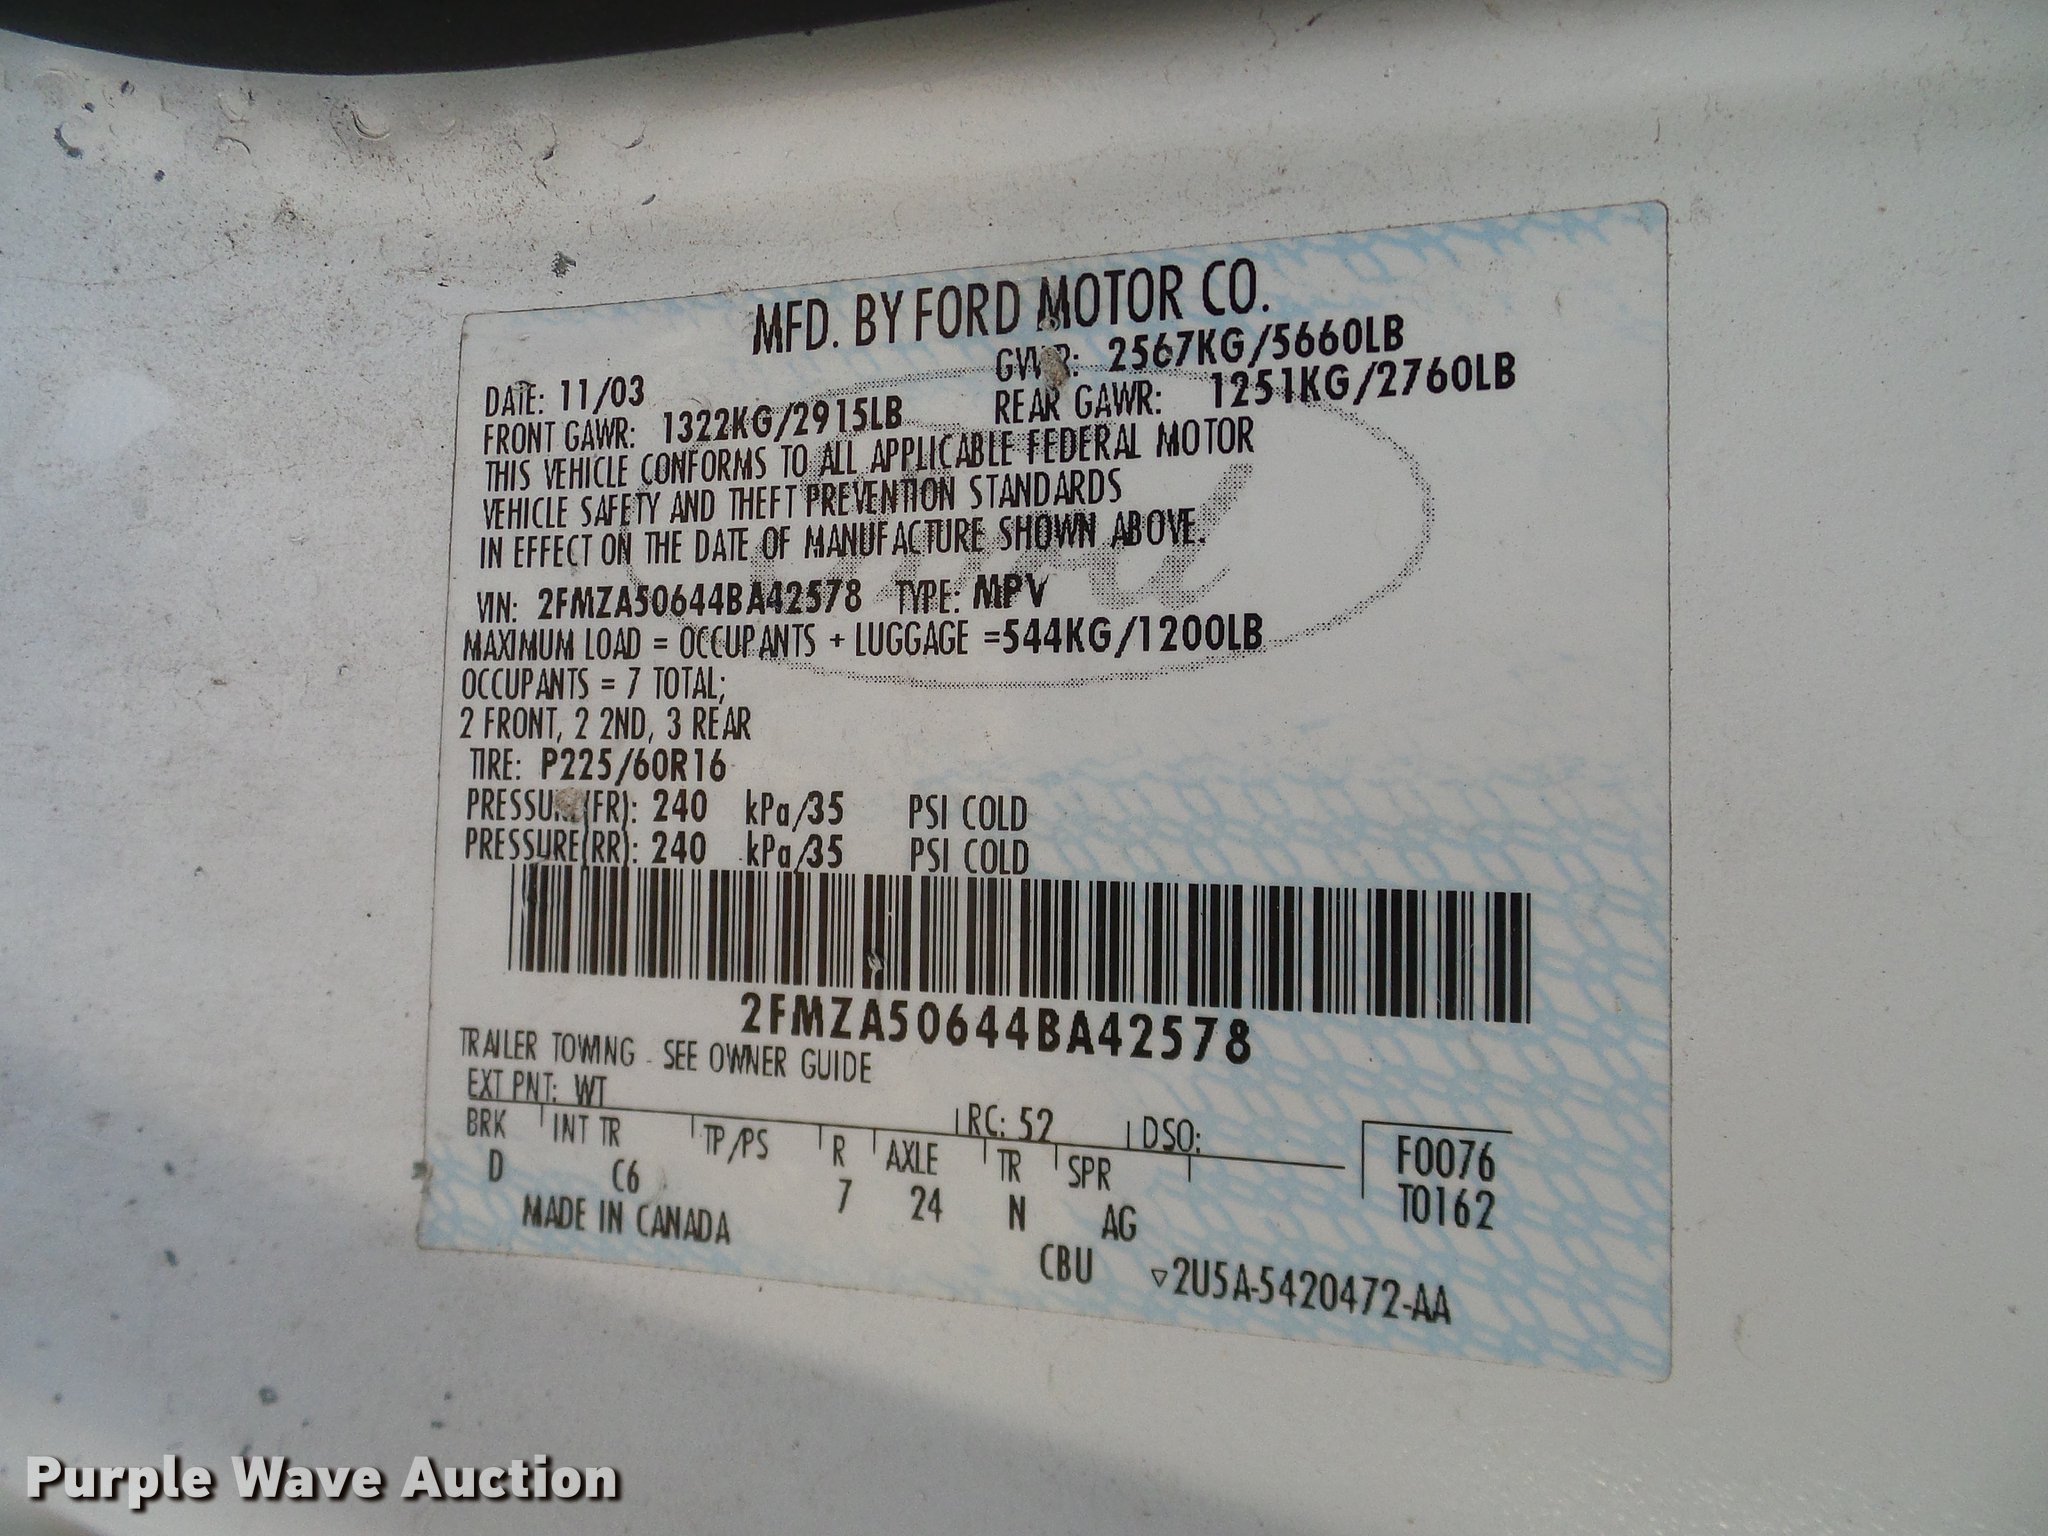 MFD. BY FORD MOTOR CO.
DATE: 11/03 GVWR: 2567KG/5660LB
FRONT GAWR: 1322KG/2915LB REAR GAWR: 1251KG/2760LB
THIS VEHICLE CONFORMS TO ALL APPLICABLE FEDERAL MOTOR
VEHICLE SAFETY AND THEFT PREVENTION STANDARDS
IN EFFECT ON THE DATE OF MANUFACTURE SHOWN ABOVE.
VIN: 2FMZA50644BA42578 TYPE: MPV
MAXIMUM LOAD = OCCUPANTS + LUGGAGE =544KG/1200LB
OCCUPANTS = 7 TOTAL;
2 FRONT, 2 2ND, 3 REAR
TIRE: P225/60R16
PRESSURE(FR): 240 kPa/35 PSI COLD
PRESSURE(RR): 240 kPa/35 PSI COLD
2FMZA50644BA42578
TRAILER TOWING - SEE OWNER GUIDE
EXT PNT: WT RC: 52 DSO:
BRK INT TR TP/PS R AXLE TR SPR F0076
D C6 7 24 N AG T0162
MADE IN CANADA
CBU ▽2U5A-5420472-AA
Purple Wave Auction